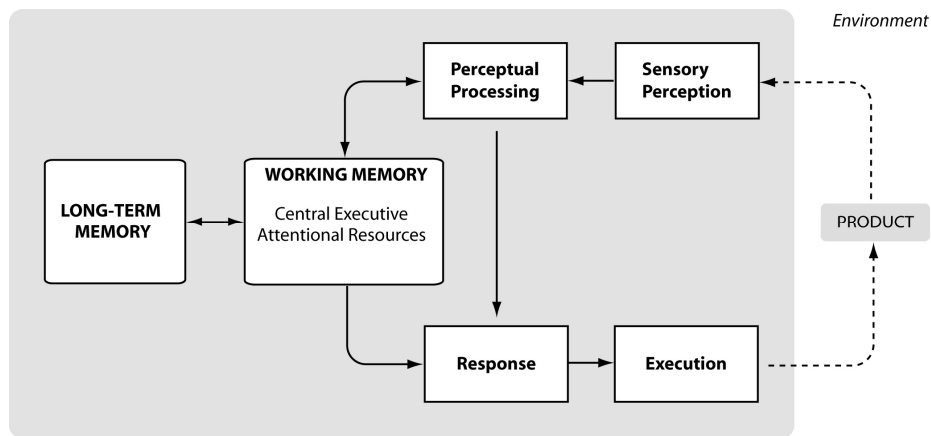 Environment
Perceptual
Processing
Sensory
Perception
LONG-TERM
MEMORY
WORKING MEMORY
Central Executive
Attentional Resources
PRODUCT
Response
Execution